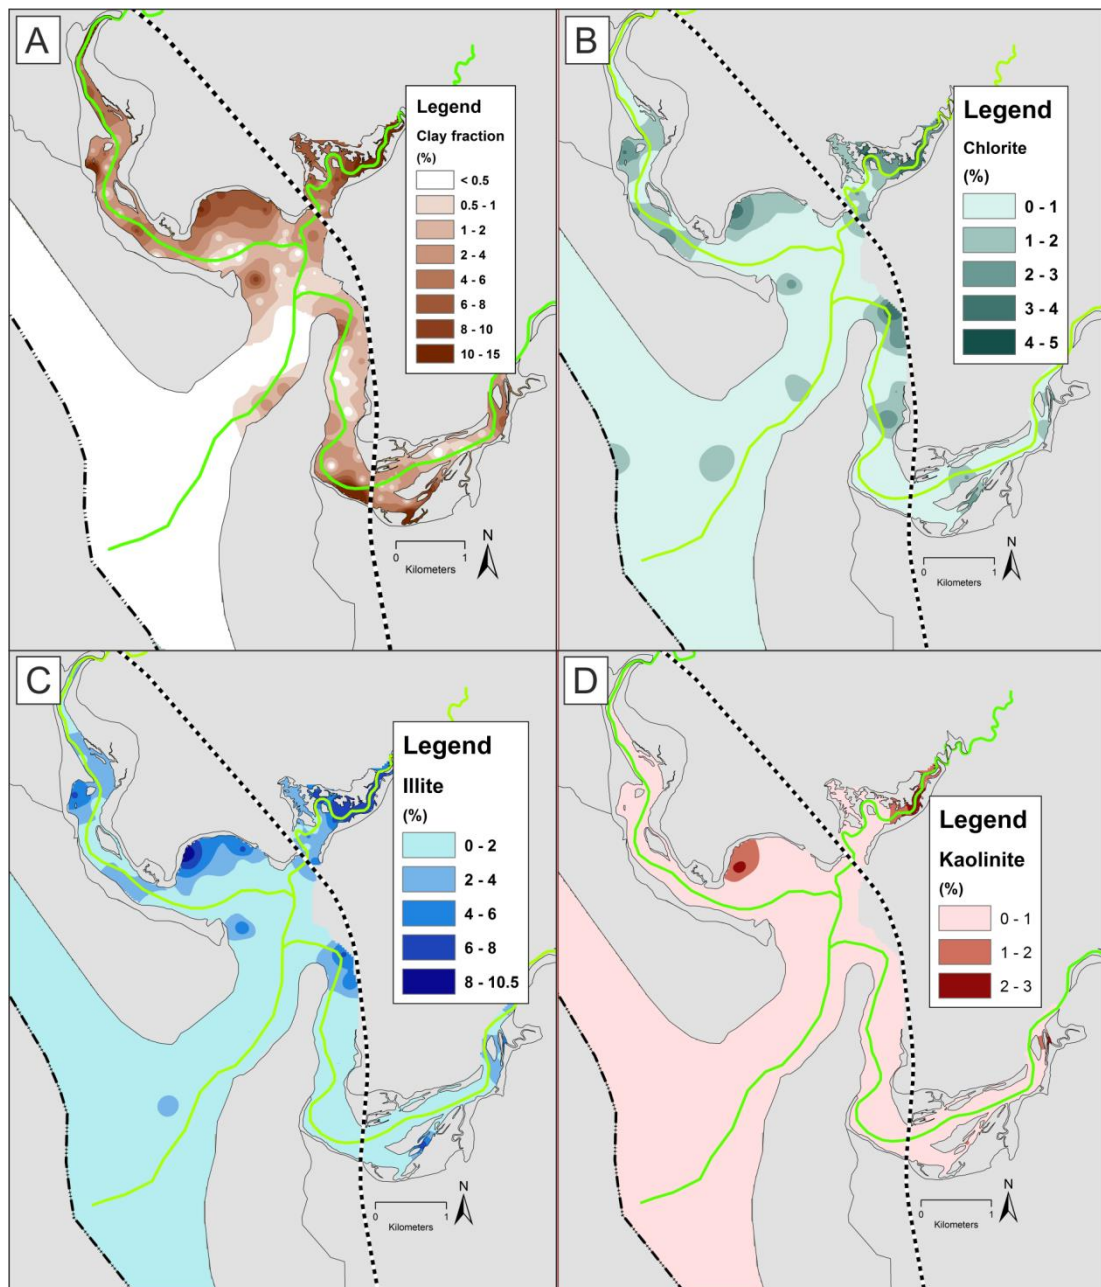 A
Legend
Clay fraction
(%)
< 0.5
0.5 - 1
1 - 2
2 - 4
4 - 6
6 - 8
8 - 10
10 - 15
N
0 1
Kilometers
B
Legend
Chlorite
(%)
0 - 1
1 - 2
2 - 3
3 - 4
4 - 5
N
0 1
Kilometers
C
Legend
Illite
(%)
0 - 2
2 - 4
4 - 6
6 - 8
8 - 10.5
N
0 1
Kilometers
D
Legend
Kaolinite
(%)
0 - 1
1 - 2
2 - 3
N
0 1
Kilometers